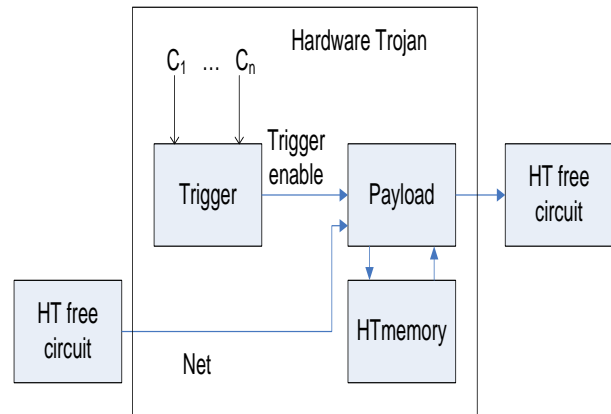 Hardware Trojan
C1 ... Cn
Trigger
enable
Trigger
Payload
HT free
circuit
HT free
circuit
HTmemory
Net